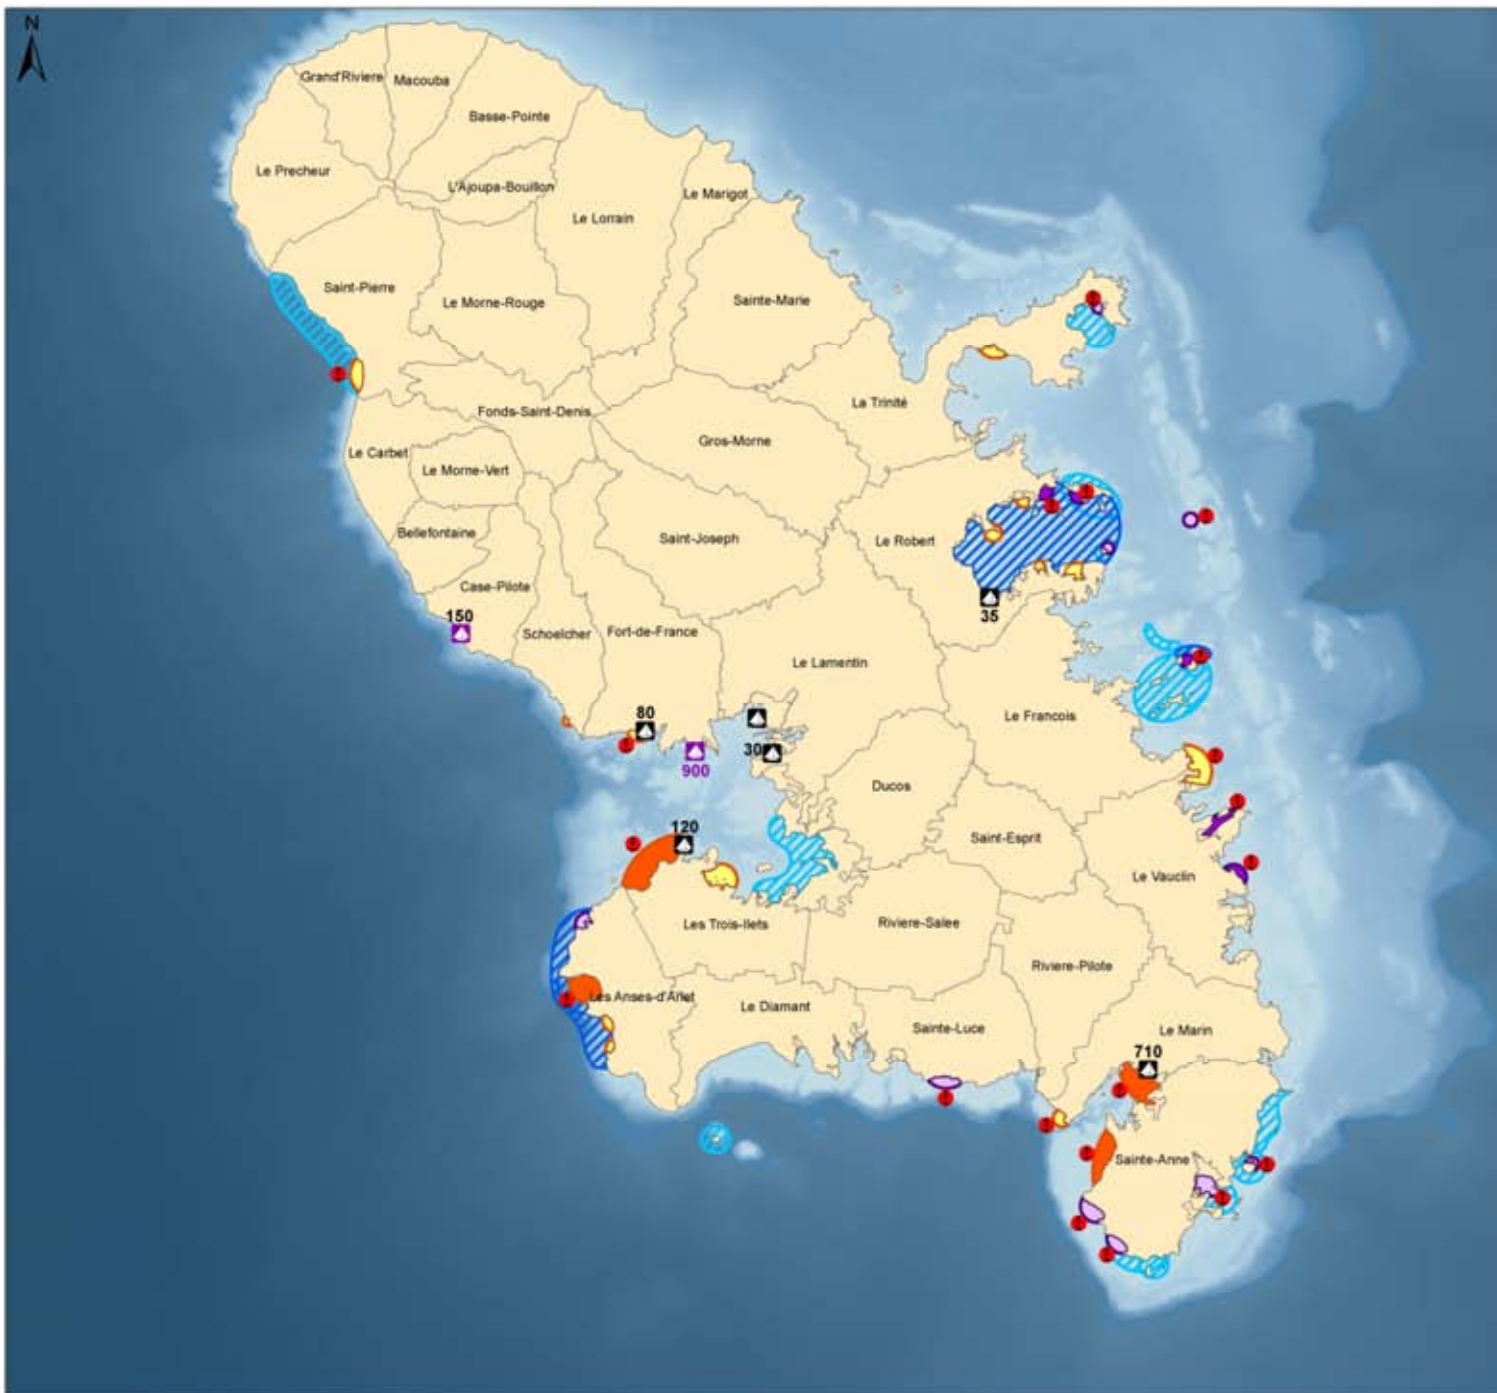 N
Grand'Riviere
Macouba
Basse-Pointe
Le Precheur
L'Ajoupa-Bouillon
Le Marigot
Le Lorrain
Saint-Pierre
Le Morne-Rouge
Sainte-Marie
La Trinité
Fonds-Saint-Denis
Gros-Morne
Le Carbet
Le Morne-Vert
Bellefontaine
Saint-Joseph
Le Robert
Case-Pilote
150
35
Schoelcher
Fort-de-France
Le Lamentin
80
Le Francois
30
900
Ducos
120
Saint-Esprit
Le Vauclin
Les Trois-Ilets
Riviere-Salee
Riviere-Pilote
Les Anses-d'Arlet
Le Diamant
Sainte-Luce
Le Marin
710
Sainte-Anne